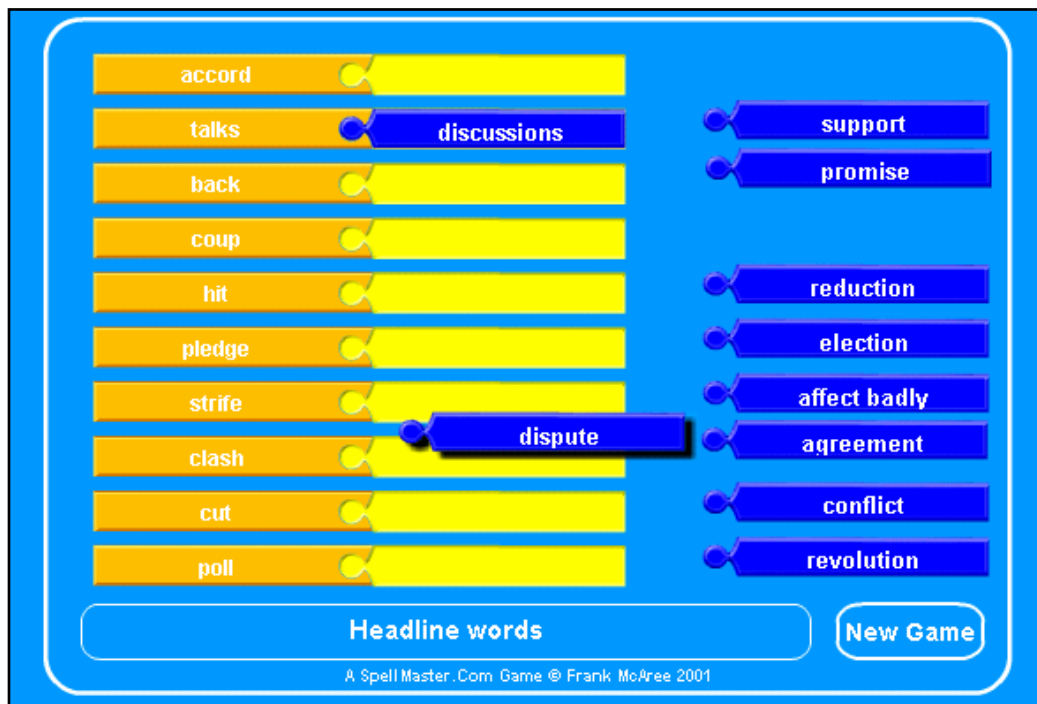 accord
talks discussions
back
coup
hit
pledge
strife
clash
cut
poll
dispute
support
promise
reduction
election
affect badly
agreement
conflict
revolution
Headline words
New Game
A SpellMaster.Com Game © Frank McAree 2001